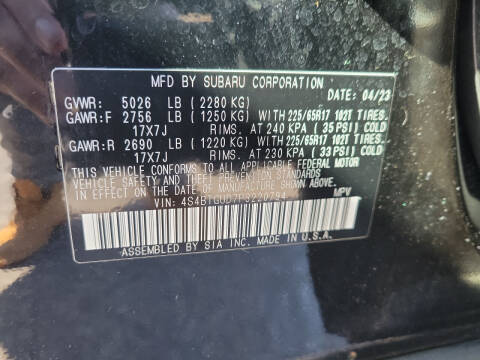 MFD BY SUBARU CORPORATION
DATE: 04/23
GVWR: 5026 LB (2280 KG)
GAWR:F 2756 LB (1250 KG) WITH 225/65R17 102T TIRES,
17X7J RIMS. AT 240 KPA (35 PSI) COLD
GAWR:R 2690 LB (1220 KG) WITH 225/65R17 102T TIRES,
17X7J RIMS. AT 230 KPA (33 PSI) COLD
THIS VEHICLE CONFORMS TO ALL APPLICABLE FEDERAL MOTOR
VEHICLE SAFETY AND THEFT PREVENTION STANDARDS
IN EFFECT ON THE DATE OF MANUFACTURE SHOWN ABOVE.
VIN: MPV
ASSEMBLED BY SIA INC. MADE IN U.S.A.